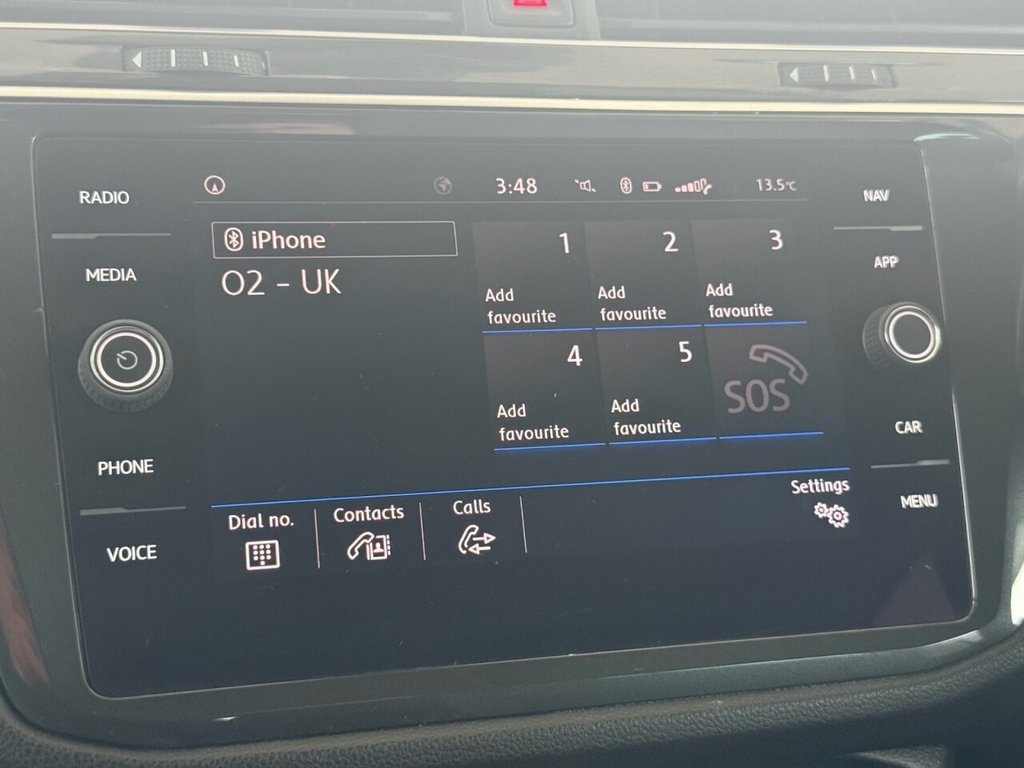 RADIO
MEDIA
PHONE
VOICE
3:48
13.5°C
iPhone
O2 - UK
1
Add
favourite
2
Add
favourite
3
Add
favourite
4
Add
favourite
5
Add
favourite
SOS
Dial no.
Contacts
Calls
Settings
NAV
APP
CAR
MENU